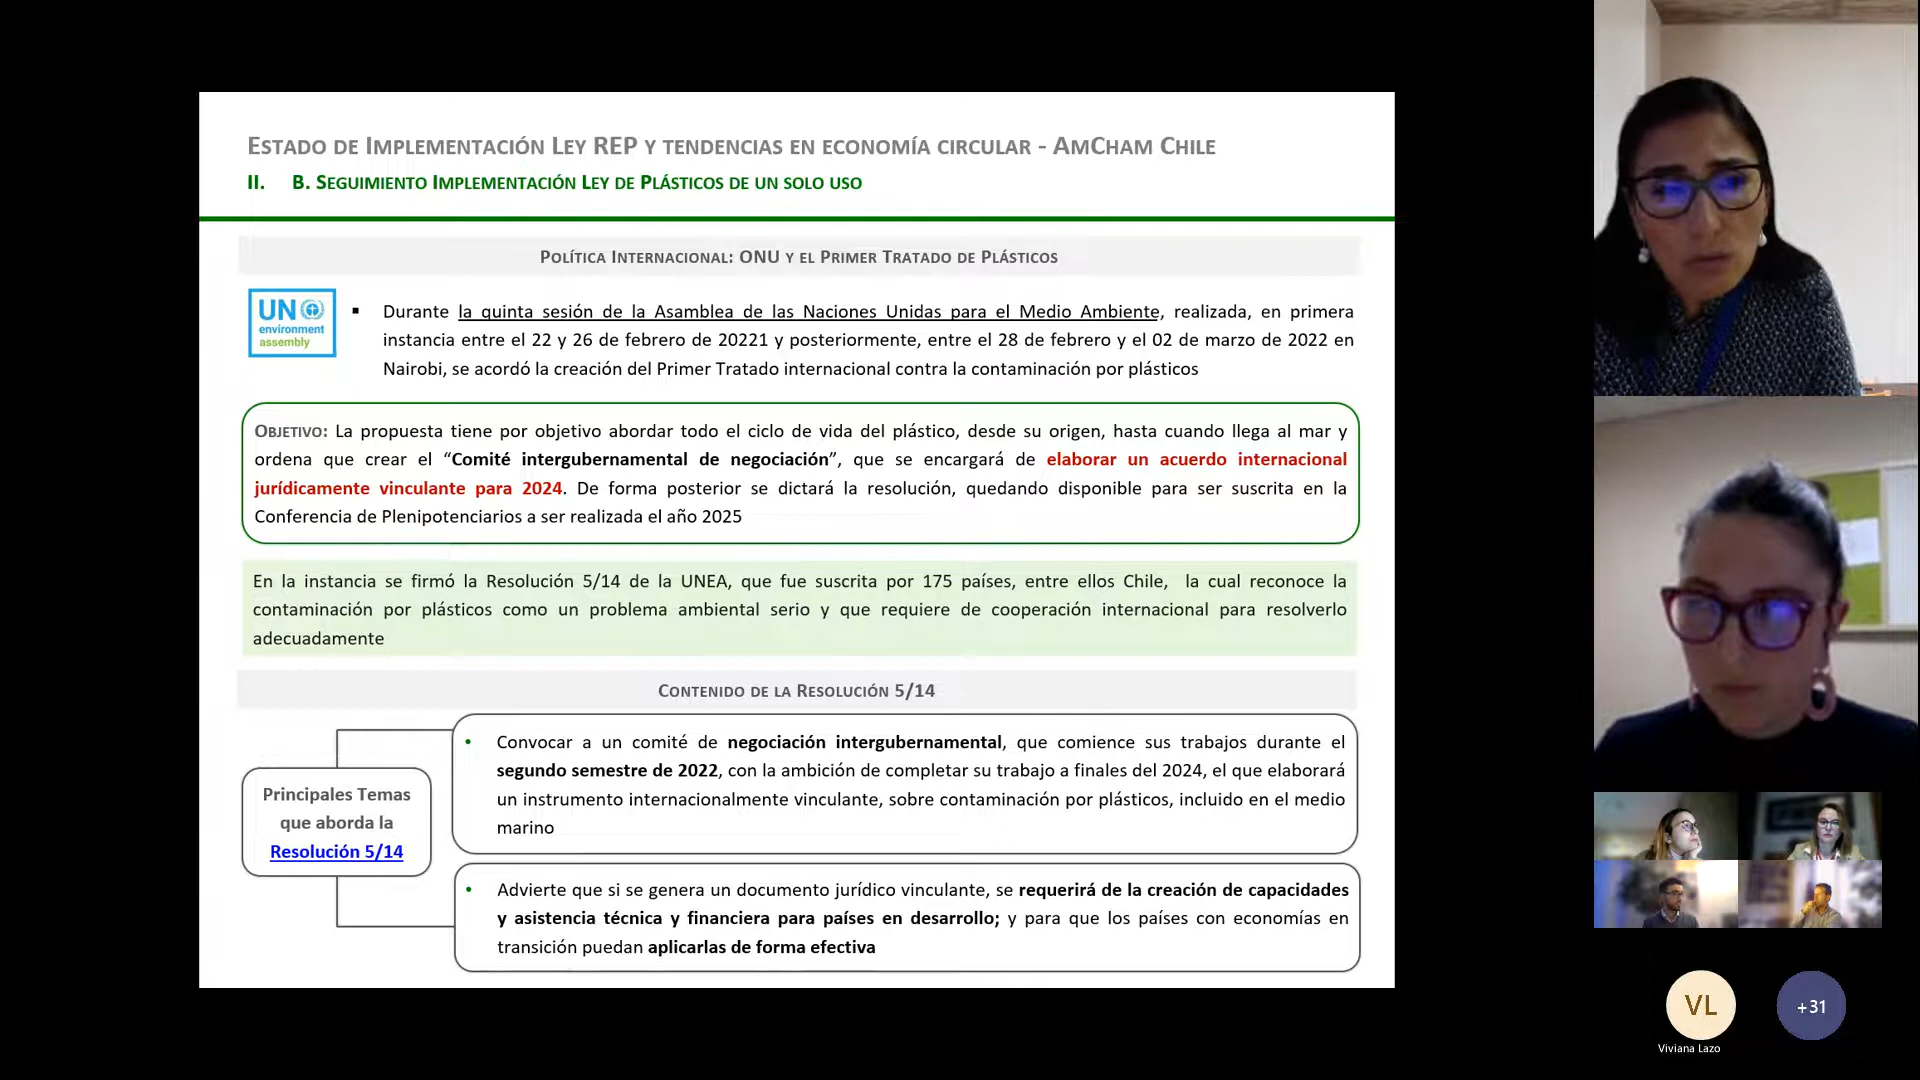 Estado de Implementación Ley REP y tendencias en economía circular - AmCham Chile
II. B. Seguimiento Implementación Ley de Plásticos de un solo uso
Política Internacional: ONU y el Primer Tratado de Plásticos
UN
environment
assembly
▪ Durante la quinta sesión de la Asamblea de las Naciones Unidas para el Medio Ambiente, realizada, en primera
instancia entre el 22 y 26 de febrero de 20221 y posteriormente, entre el 28 de febrero y el 02 de marzo de 2022 en
Nairobi, se acordó la creación del Primer Tratado internacional contra la contaminación por plásticos
Objetivo: La propuesta tiene por objetivo abordar todo el ciclo de vida del plástico, desde su origen, hasta cuando llega al mar y
ordena que crear el “Comité intergubernamental de negociación”, que se encargará de elaborar un acuerdo internacional
jurídicamente vinculante para 2024. De forma posterior se dictará la resolución, quedando disponible para ser suscrita en la
Conferencia de Plenipotenciarios a ser realizada el año 2025
En la instancia se firmó la Resolución 5/14 de la UNEA, que fue suscrita por 175 países, entre ellos Chile, la cual reconoce la
contaminación por plásticos como un problema ambiental serio y que requiere de cooperación internacional para resolverlo
adecuadamente
Contenido de la Resolución 5/14
Principales Temas
que aborda la
Resolución 5/14
• Convocar a un comité de negociación intergubernamental, que comience sus trabajos durante el
segundo semestre de 2022, con la ambición de completar su trabajo a finales del 2024, el que elaborará
un instrumento internacionalmente vinculante, sobre contaminación por plásticos, incluido en el medio
marino
• Advierte que si se genera un documento jurídico vinculante, se requerirá de la creación de capacidades
y asistencia técnica y financiera para países en desarrollo; y para que los países con economías en
transición puedan aplicarlas de forma efectiva
VL
+31
Viviana Lazo